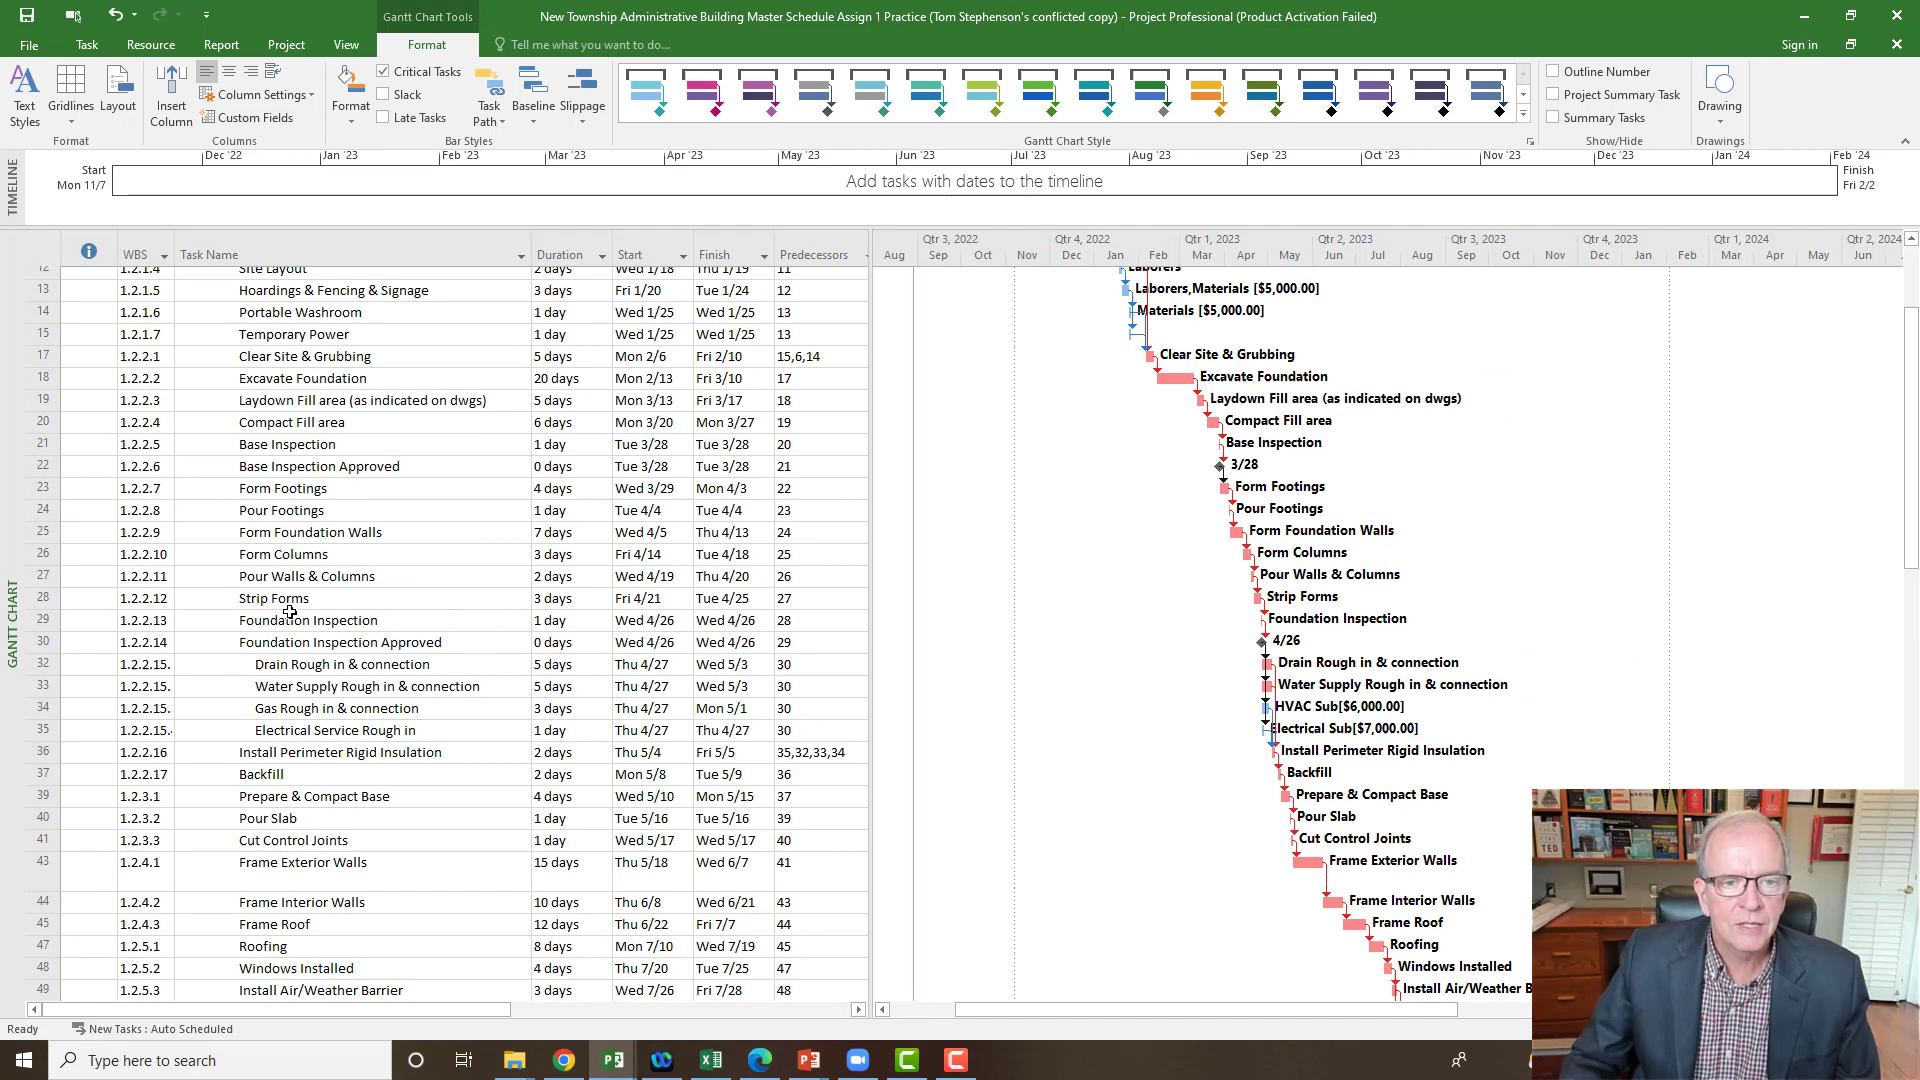 Gantt Chart Tools
New Township Administrative Building Master Schedule Assign 1 Practice (Tom Stephenson's conflicted copy) - Project Professional (Product Activation Failed)
File Task Resource Report Project View Format Tell me what you want to do... Sign in
Text Styles Gridlines Layout
Format
Insert Column
Column Settings
Custom Fields
Columns
Format
Critical Tasks
Slack
Late Tasks
Task Path Baseline Slippage
Bar Styles
Gantt Chart Style
Outline Number
Project Summary Task
Summary Tasks
Show/Hide
Drawing
Drawings
TIMELINE
Dec '22 Jan '23 Feb '23 Mar '23 Apr '23 May '23 Jun '23 Jul '23 Aug '23 Sep '23 Oct '23 Nov '23 Dec '23 Jan '24 Feb '24
Start
Mon 11/7
Add tasks with dates to the timeline
Finish
Fri 2/2
GANTT CHART
WBS Task Name Duration Start Finish Predecessors
12 1.2.1.4 Site Layout 2 days Wed 1/18 Thu 1/19 11
13 1.2.1.5 Hoardings & Fencing & Signage 3 days Fri 1/20 Tue 1/24 12
14 1.2.1.6 Portable Washroom 1 day Wed 1/25 Wed 1/25 13
15 1.2.1.7 Temporary Power 1 day Wed 1/25 Wed 1/25 13
17 1.2.2.1 Clear Site & Grubbing 5 days Mon 2/6 Fri 2/10 15,6,14
18 1.2.2.2 Excavate Foundation 20 days Mon 2/13 Fri 3/10 17
19 1.2.2.3 Laydown Fill area (as indicated on dwgs) 5 days Mon 3/13 Fri 3/17 18
20 1.2.2.4 Compact Fill area 6 days Mon 3/20 Mon 3/27 19
21 1.2.2.5 Base Inspection 1 day Tue 3/28 Tue 3/28 20
22 1.2.2.6 Base Inspection Approved 0 days Tue 3/28 Tue 3/28 21
23 1.2.2.7 Form Footings 4 days Wed 3/29 Mon 4/3 22
24 1.2.2.8 Pour Footings 1 day Tue 4/4 Tue 4/4 23
25 1.2.2.9 Form Foundation Walls 7 days Wed 4/5 Thu 4/13 24
26 1.2.2.10 Form Columns 3 days Fri 4/14 Tue 4/18 25
27 1.2.2.11 Pour Walls & Columns 2 days Wed 4/19 Thu 4/20 26
28 1.2.2.12 Strip Forms 3 days Fri 4/21 Tue 4/25 27
29 1.2.2.13 Foundation Inspection 1 day Wed 4/26 Wed 4/26 28
30 1.2.2.14 Foundation Inspection Approved 0 days Wed 4/26 Wed 4/26 29
32 1.2.2.15. Drain Rough in & connection 5 days Thu 4/27 Wed 5/3 30
33 1.2.2.15. Water Supply Rough in & connection 5 days Thu 4/27 Wed 5/3 30
34 1.2.2.15. Gas Rough in & connection 3 days Thu 4/27 Mon 5/1 30
35 1.2.2.15. Electrical Service Rough in 1 day Thu 4/27 Thu 4/27 30
36 1.2.2.16 Install Perimeter Rigid Insulation 2 days Thu 5/4 Fri 5/5 35,32,33,34
37 1.2.2.17 Backfill 2 days Mon 5/8 Tue 5/9 36
39 1.2.3.1 Prepare & Compact Base 4 days Wed 5/10 Mon 5/15 37
40 1.2.3.2 Pour Slab 1 day Tue 5/16 Tue 5/16 39
41 1.2.3.3 Cut Control Joints 1 day Wed 5/17 Wed 5/17 40
43 1.2.4.1 Frame Exterior Walls 15 days Thu 5/18 Wed 6/7 41
44 1.2.4.2 Frame Interior Walls 10 days Thu 6/8 Wed 6/21 43
45 1.2.4.3 Frame Roof 12 days Thu 6/22 Fri 7/7 44
47 1.2.5.1 Roofing 8 days Mon 7/10 Wed 7/19 45
48 1.2.5.2 Windows Installed 4 days Thu 7/20 Tue 7/25 47
49 1.2.5.3 Install Air/Weather Barrier 3 days Wed 7/26 Fri 7/28 48
Qtr 3, 2022 Qtr 4, 2022 Qtr 1, 2023 Qtr 2, 2023 Qtr 3, 2023 Qtr 4, 2023 Qtr 1, 2024 Qtr 2, 2024
Aug Sep Oct Nov Dec Jan Feb Mar Apr May Jun Jul Aug Sep Oct Nov Dec Jan Feb Mar Apr May Jun
Laborers
Laborers,Materials [$5,000.00]
Materials [$5,000.00]
Clear Site & Grubbing
Excavate Foundation
Laydown Fill area (as indicated on dwgs)
Compact Fill area
Base Inspection
3/28
Form Footings
Pour Footings
Form Foundation Walls
Form Columns
Pour Walls & Columns
Strip Forms
Foundation Inspection
4/26
Drain Rough in & connection
Water Supply Rough in & connection
HVAC Sub[$6,000.00]
Electrical Sub[$7,000.00]
Install Perimeter Rigid Insulation
Backfill
Prepare & Compact Base
Pour Slab
Cut Control Joints
Frame Exterior Walls
Frame Interior Walls
Frame Roof
Roofing
Windows Installed
Install Air/Weather B
TED
Ready New Tasks : Auto Scheduled
Type here to search